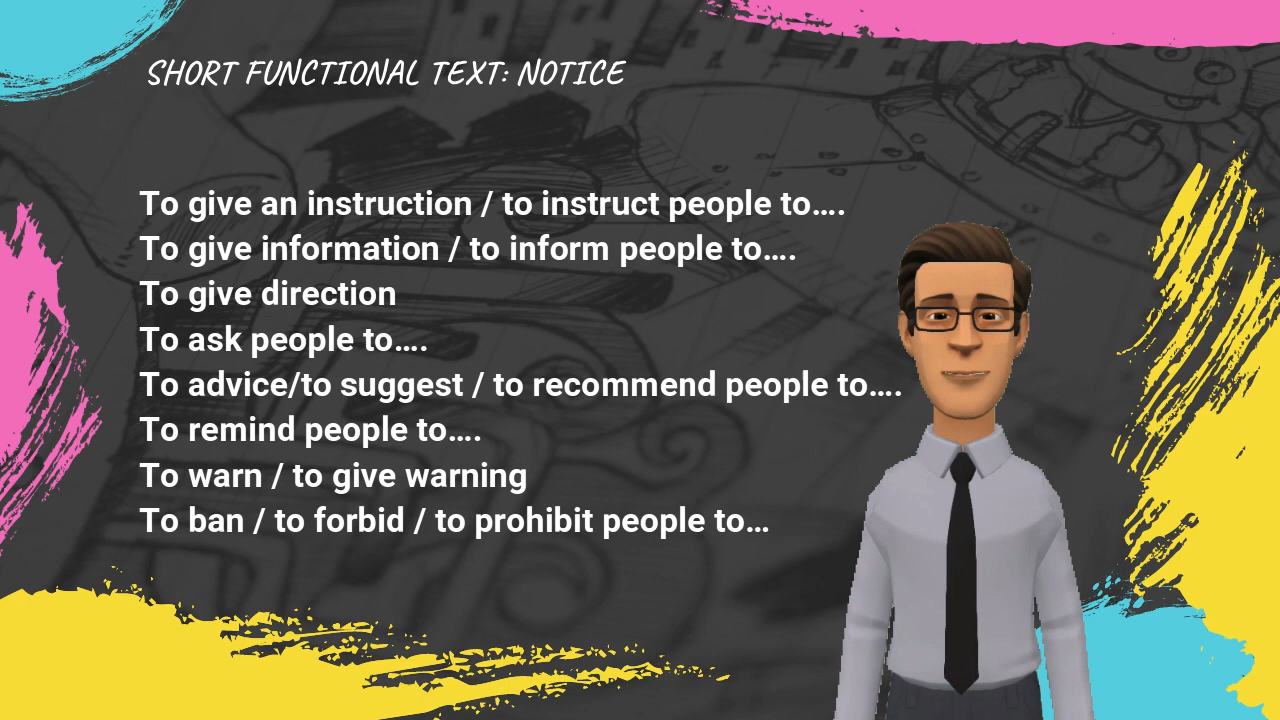 SHORT FUNCTIONAL TEXT: NOTICE
To give an instruction / to instruct people to....
To give information / to inform people to....
To give direction
To ask people to....
To advice/to suggest / to recommend people to....
To remind people to....
To warn / to give warning
To ban / to forbid / to prohibit people to...